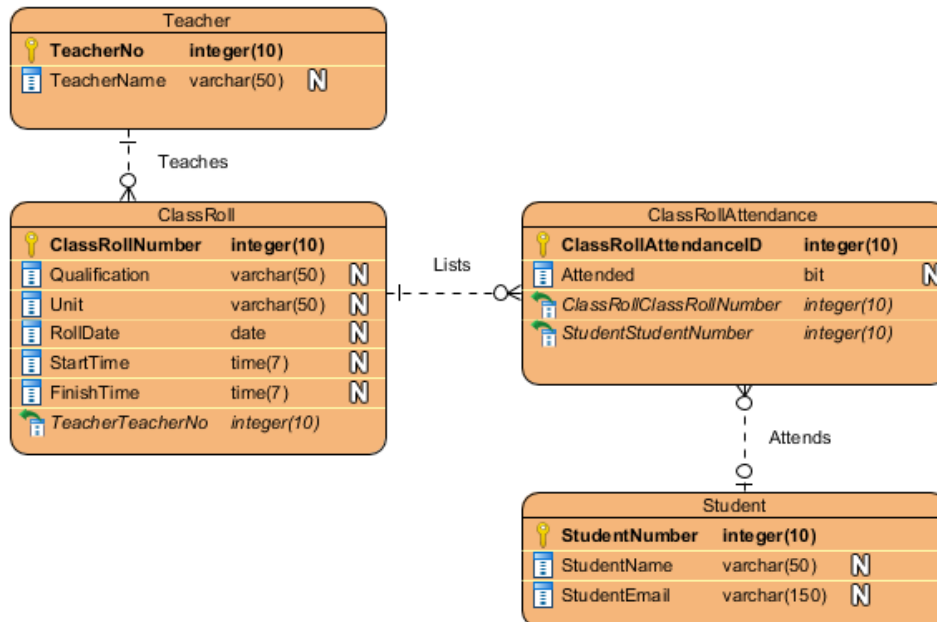 Teacher
TeacherNo integer(10)
TeacherName varchar(50) N
Teaches
ClassRoll
ClassRollNumber integer(10)
Qualification varchar(50) N
Unit varchar(50) N
RollDate date N
StartTime time(7) N
FinishTime time(7) N
TeacherTeacherNo integer(10)
Lists
ClassRollAttendance
ClassRollAttendanceID integer(10)
Attended bit N
ClassRollClassRollNumber integer(10)
StudentStudentNumber integer(10)
Attends
Student
StudentNumber integer(10)
StudentName varchar(50) N
StudentEmail varchar(150) N